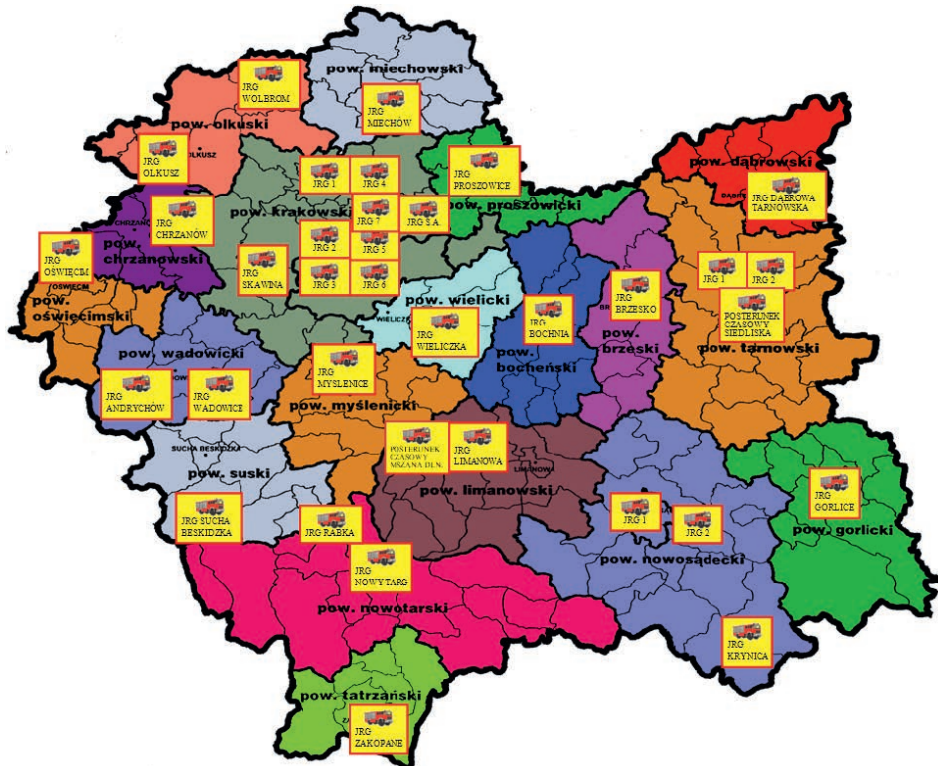 pow. miechowski
JRG
WOLBROM
JRG
MIECHÓW
pow. olkuski
JRG
OLKUSZ
OLKUSZ
JRG 1
JRG 4
JRG
PROSZOWICE
pow. dąbrowski
JRG DĄBROWA
TARNOWSKA
JRG
CHRZANÓW
pow. krakowski
JRG 7
JRG S.A
pow. proszowicki
pow.
chrzanowski
JRG
OŚWIĘCIM
OŚWIĘCIM
pow.
oświęcimski
JRG
SKAWINA
JRG 2
JRG 5
JRG 3
JRG 6
pow. wielicki
JRG
WIELICZKA
JRG
BOCHNIA
pow.
bocheński
JRG
BRZESKO
pow.
brzeski
JRG 1
JRG 2
POSTERUNEK
CZASOWY
SIEDLISKA
pow. tarnowski
pow. wadowicki
JRG
ANDRYCHÓW
JRG
WADOWICE
JRG
MYŚLENICE
pow. myślenicki
SUCHA BESKIDZKA
pow. suski
JRG SUCHA
BESKIDZKA
POSTERUNEK
CZASOWY
MSZANA DLN.
JRG
LIMANOWA
LIMANOWA
pow. limanowski
JRG RABKA
JRG
NOWY TARG
pow. nowotarski
JRG 1
JRG 2
pow. nowosądecki
JRG
GORLICE
pow. gorlicki
JRG
KRYNICA
pow. tatrzański
JRG
ZAKOPANE